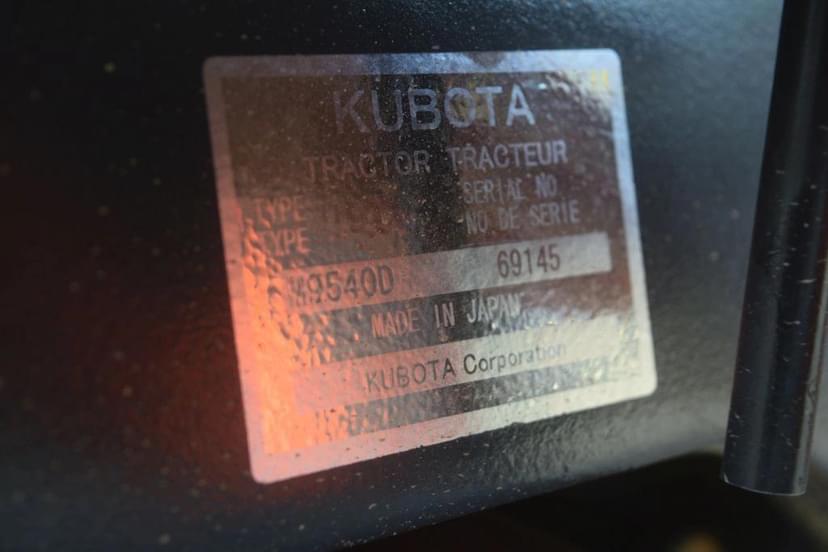 KUBOTA
TRACTOR TRACTEUR
TYPE SERIAL NO
TYPE NO DE SERIE
M9540D 69145
MADE IN JAPAN
KUBOTA Corporation